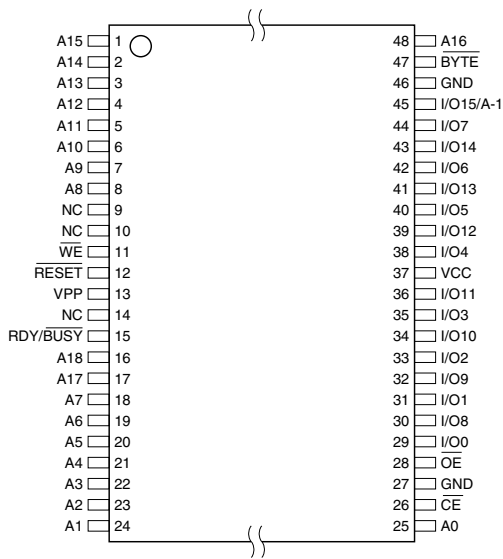 A15 1 48 A16
A14 2 47 BYTE
A13 3 46 GND
A12 4 45 I/O15/A-1
A11 5 44 I/O7
A10 6 43 I/O14
A9 7 42 I/O6
A8 8 41 I/O13
NC 9 40 I/O5
NC 10 39 I/O12
WE 11 38 I/O4
RESET 12 37 VCC
VPP 13 36 I/O11
NC 14 35 I/O3
RDY/BUSY 15 34 I/O10
A18 16 33 I/O2
A17 17 32 I/O9
A7 18 31 I/O1
A6 19 30 I/O8
A5 20 29 I/O0
A4 21 28 OE
A3 22 27 GND
A2 23 26 CE
A1 24 25 A0